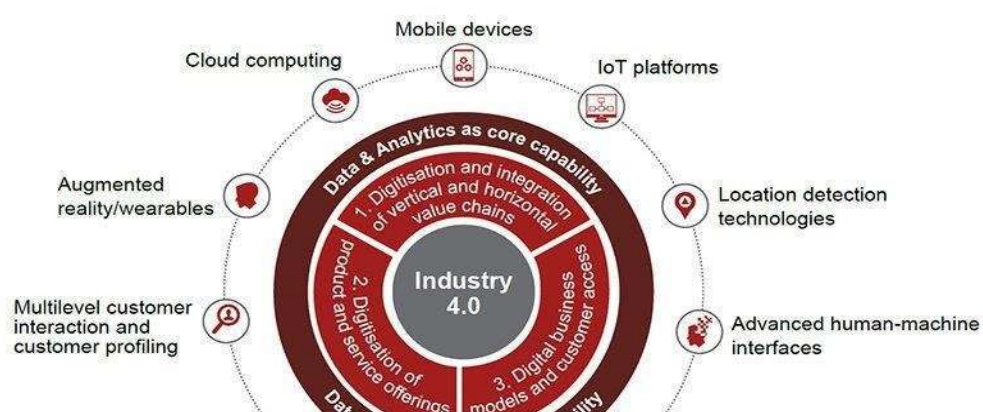 Mobile devices
Cloud computing
IoT platforms
Data & Analytics as core capability
Augmented
reality/wearables
1. Digitisation and integration
of vertical and horizontal
value chains
Location detection
technologies
Industry
4.0
2. Digitisation of
product and service offerings
3. Digital business
models and customer access
Multilevel customer
interaction and
customer profiling
Advanced human-machine
interfaces